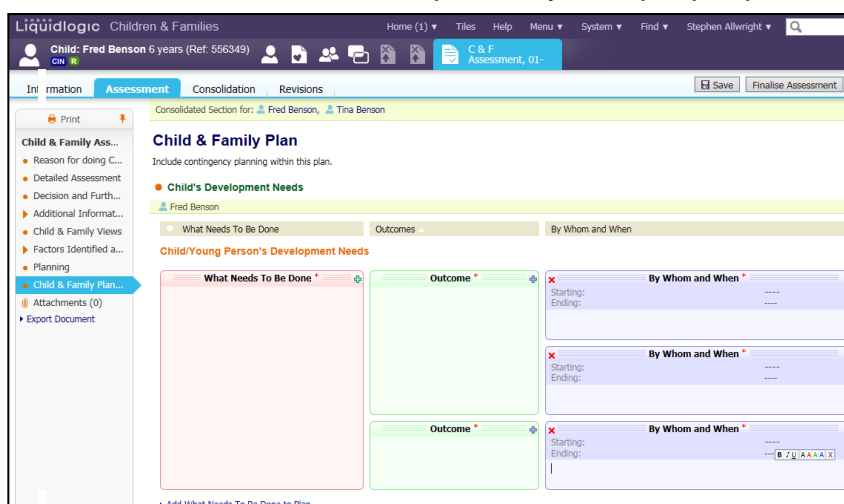 Liquidlogic Children & Families Home (1) ▾ Tiles Help Menu ▾ System ▾ Find ▾ Stephen Allwright ▾
Child: Fred Benson 6 years (Ref: 556349)
CIN R
C & F
Assessment, 01-
Information Assessment Consolidation Revisions Save Finalise Assessment
Print
Consolidated Section for: Fred Benson, Tina Benson
Child & Family Ass...
Reason for doing C...
Detailed Assessment
Decision and Furth...
Additional Informat...
Child & Family Views
Factors Identified a...
Planning
Child & Family Plan...
Attachments (0)
Export Document
Child & Family Plan
Include contingency planning within this plan.
Child's Development Needs
Fred Benson
What Needs To Be Done Outcomes By Whom and When
Child/Young Person's Development Needs
What Needs To Be Done * Outcome * By Whom and When *
Starting: ----
Ending: ----
By Whom and When *
Starting: ----
Ending: ----
Outcome * By Whom and When *
Starting: ----
Ending: --- B I U A A A A X
Add What Needs To Be Done to Plan